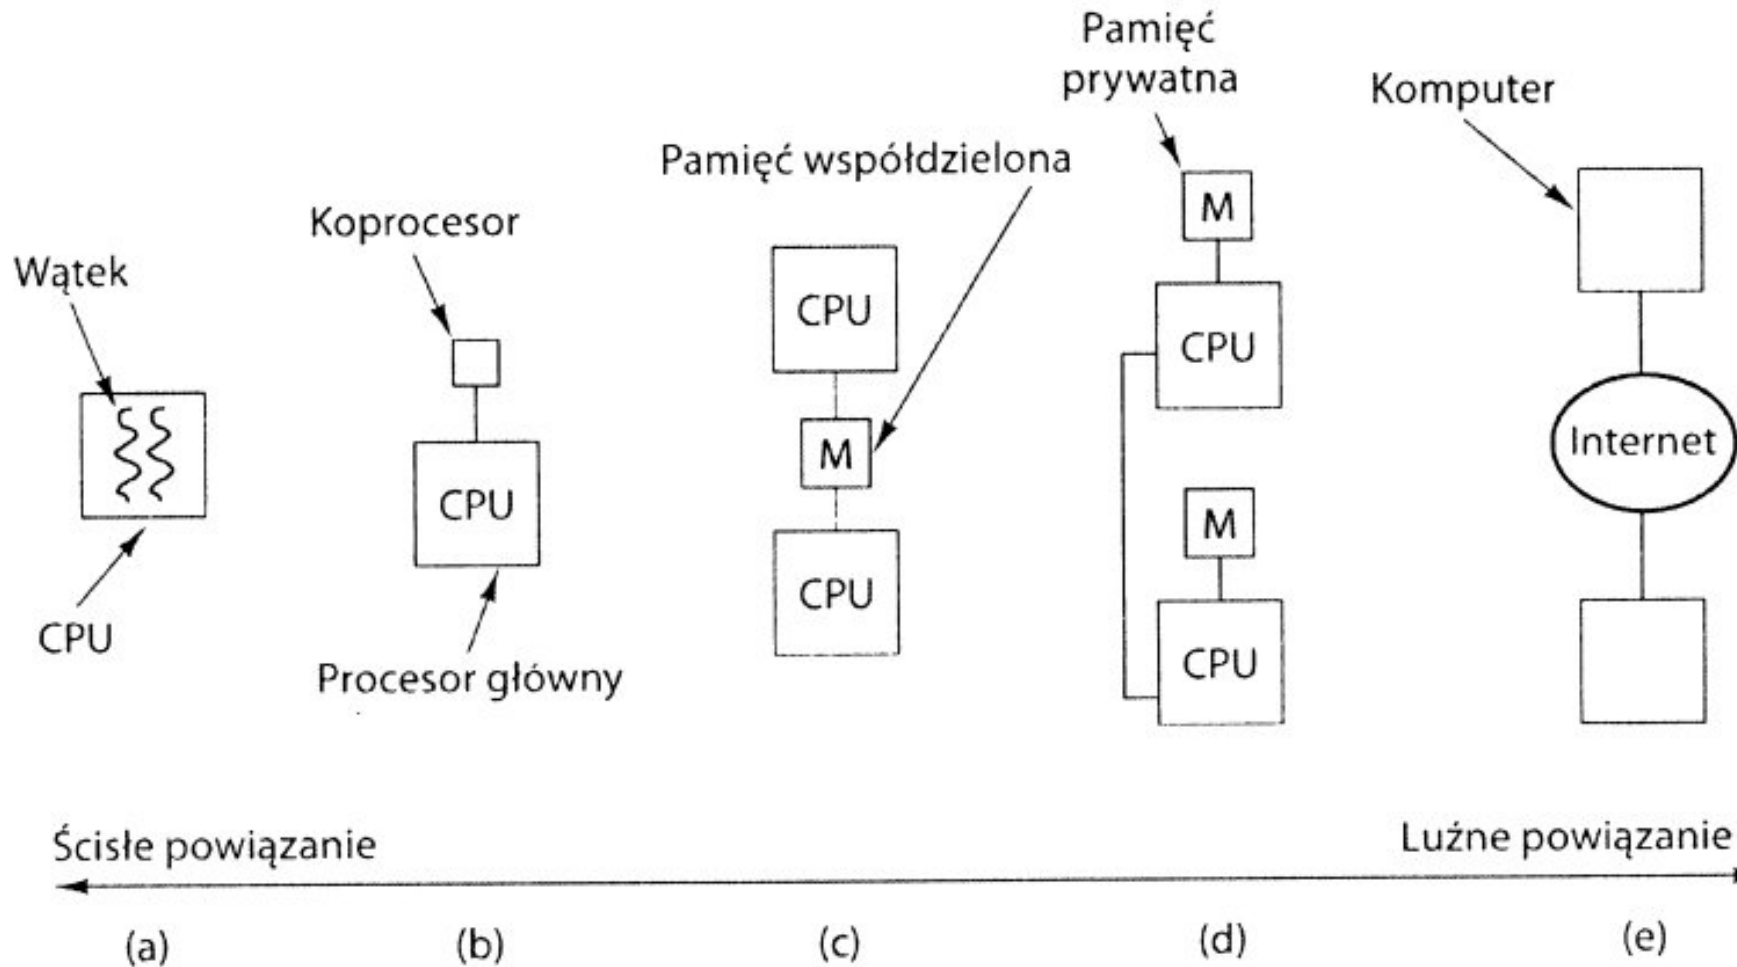 Wątek
CPU
Koprocesor
CPU
Procesor główny
Pamięć współdzielona
CPU
M
CPU
Pamięć
prywatna
M
CPU
M
CPU
Komputer
Internet
Ścisłe powiązanie
Luźne powiązanie
(a)
(b)
(c)
(d)
(e)